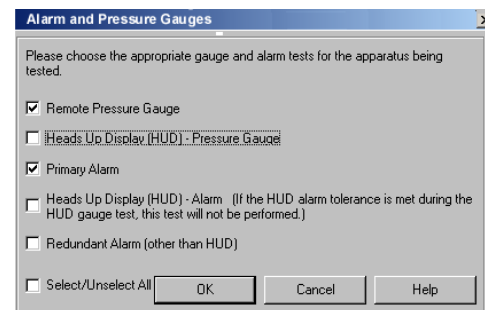 Alarm and Pressure Gauges
Please choose the appropriate gauge and alarm tests for the apparatus being
tested.
Remote Pressure Gauge
Heads Up Display (HUD) - Pressure Gauge
Primary Alarm
Heads Up Display (HUD) - Alarm (If the HUD alarm tolerance is met during the
HUD gauge test, this test will not be performed.)
Redundant Alarm (other than HUD)
Select/Unselect All OK Cancel Help